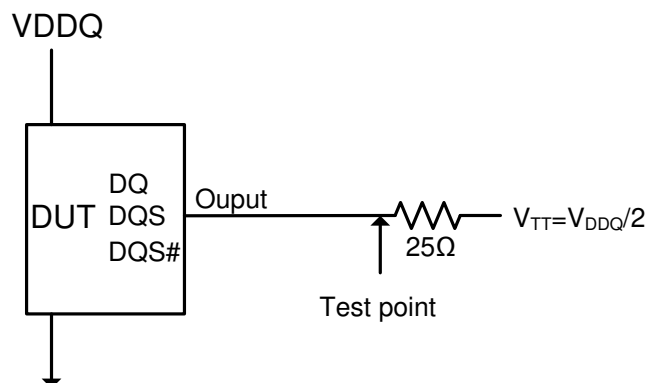 VDDQ
DUT
DQ
DQS
DQS#
Ouput
25Ω
VTT=VDDQ/2
Test point